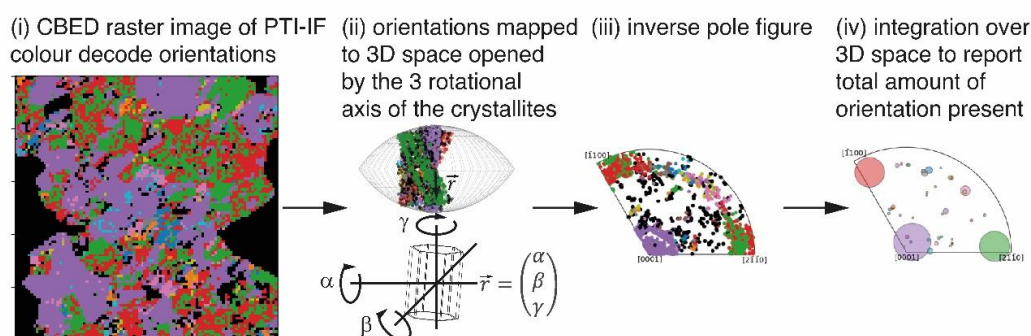 (i) CBED raster image of PTI-IF
colour decode orientations
(ii) orientations mapped
to 3D space opened
by the 3 rotational
axis of the crystallites
(iii) inverse pole figure
(iv) integration over
3D space to report
total amount of
orientation present
r⃗
γ
α
β
r⃗ = (α
β
γ)
[1̄100]
[0001]
[21̄1̄0]
[1̄100]
[0001]
[21̄1̄0]